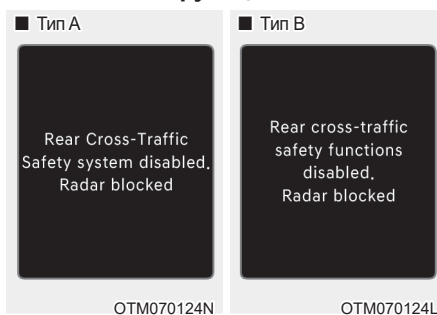 ■ Тип A
Rear Cross-Traffic
Safety system disabled.
Radar blocked
OTM070124N
■ Тип B
Rear cross-traffic
safety functions
disabled.
Radar blocked
OTM070124L